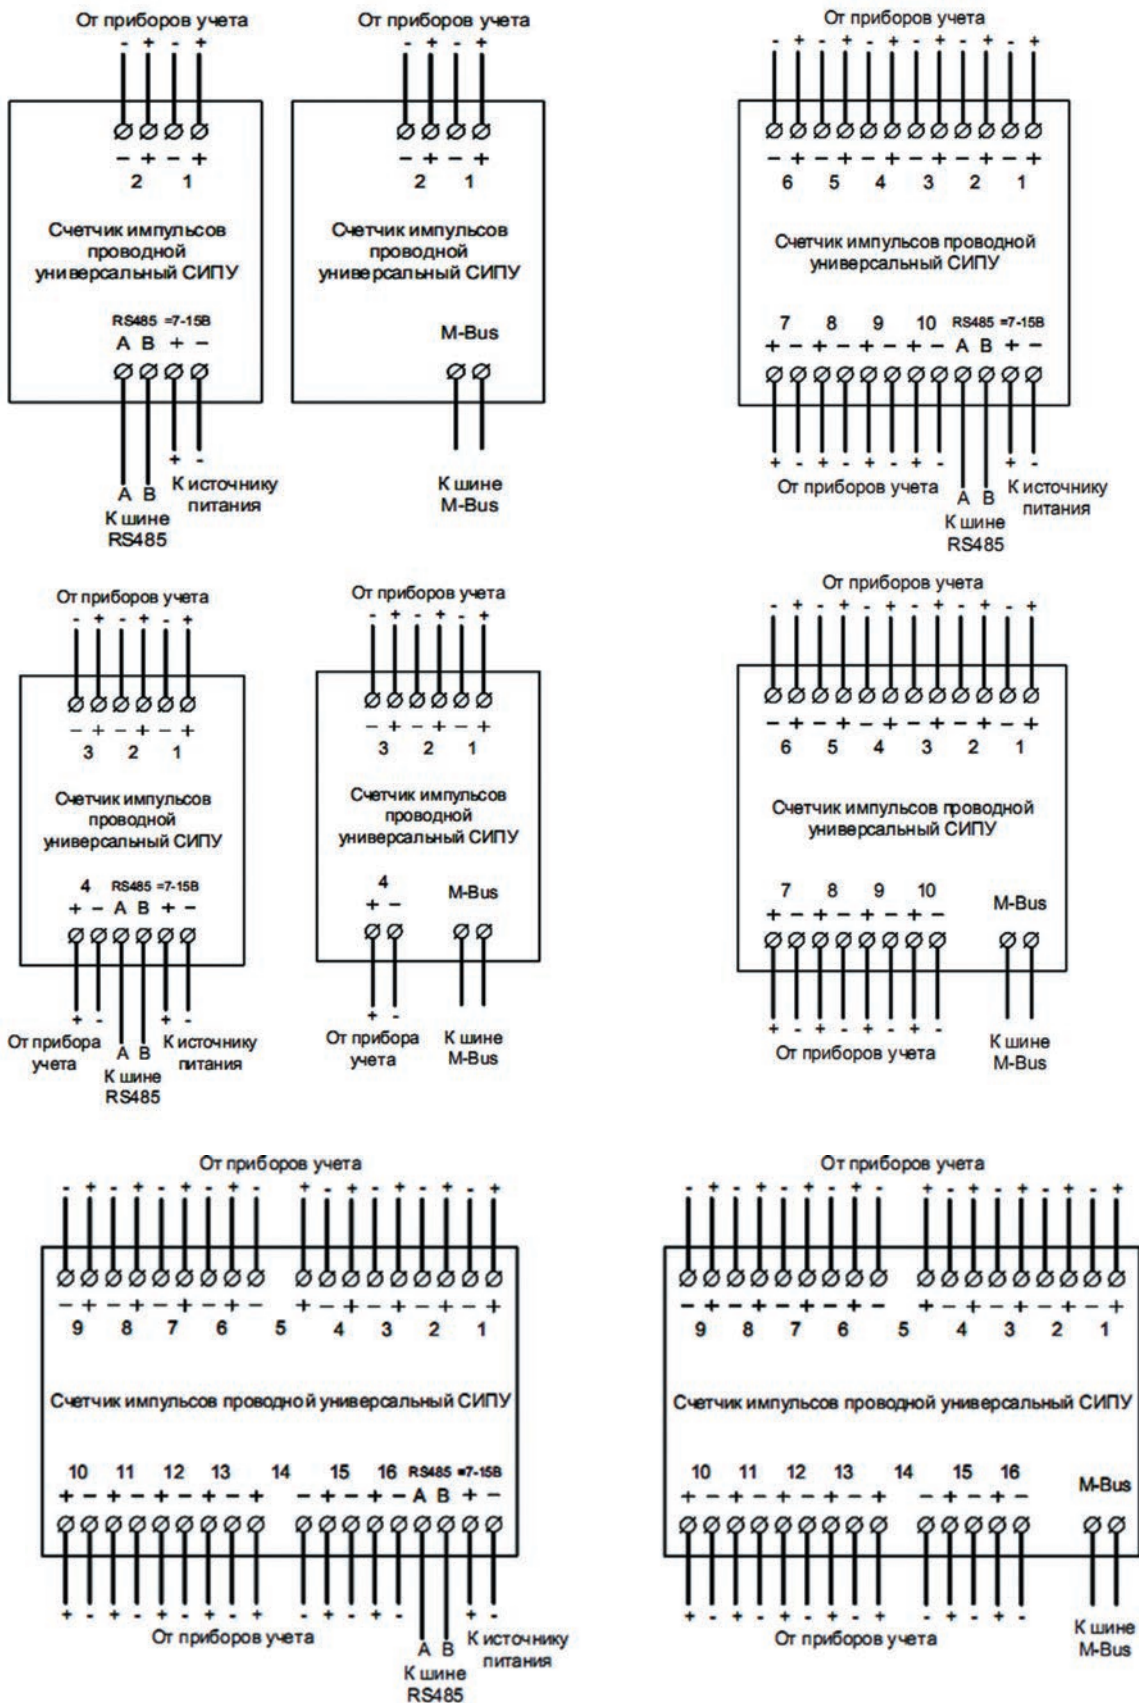 От приборов учета
- + - +
- + - +
2 1
Счетчик импульсов
проводной
универсальный СИПУ
RS485 =7-15В
A B + -
+ -
A B
К источнику
питания
К шине
RS485
От приборов учета
- + - +
- + - +
2 1
Счетчик импульсов
проводной
универсальный СИПУ
M-Bus
К шине
M-Bus
От приборов учета
- + - + - + - + - + - +
- + - + - + - + - + - +
6 5 4 3 2 1
Счетчик импульсов проводной
универсальный СИПУ
7 8 9 10 RS485 =7-15В
+ - + - + - + - A B + -
+ - + - + - + - + -
От приборов учета
A B
К источнику
питания
К шине
RS485
От приборов учета
- + - + - +
- + - + - +
3 2 1
Счетчик импульсов
проводной
универсальный СИПУ
4 RS485 =7-15В
+ - A B + -
+ - + -
От прибора
учета
A B
К источнику
питания
К шине
RS485
От приборов учета
- + - + - +
- + - + - +
3 2 1
Счетчик импульсов
проводной
универсальный СИПУ
4 M-Bus
+ -
+ -
От прибора
учета
К шине
M-Bus
От приборов учета
- + - + - + - + - + - +
- + - + - + - + - + - +
6 5 4 3 2 1
Счетчик импульсов проводной
универсальный СИПУ
7 8 9 10 M-Bus
+ - + - + - + -
+ - + - + - + -
От приборов учета
К шине
M-Bus
От приборов учета
- + - + - + - + - + - + - + - + - +
- + - + - + - + - + - + - + - + - +
9 8 7 6 5 4 3 2 1
Счетчик импульсов проводной универсальный СИПУ
10 11 12 13 14 15 16 RS485 =7-15В
+ - + - + - + - + - + - + - A B + -
+ - + - + - + - + - + - + - + -
От приборов учета
A B
К источнику
питания
К шине
RS485
От приборов учета
- + - + - + - + - + - + - + - + - +
- + - + - + - + - + - + - + - + - +
9 8 7 6 5 4 3 2 1
Счетчик импульсов проводной универсальный СИПУ
10 11 12 13 14 15 16 M-Bus
+ - + - + - + - + - + - + -
+ - + - + - + - + - + - + -
От приборов учета
К шине
M-Bus